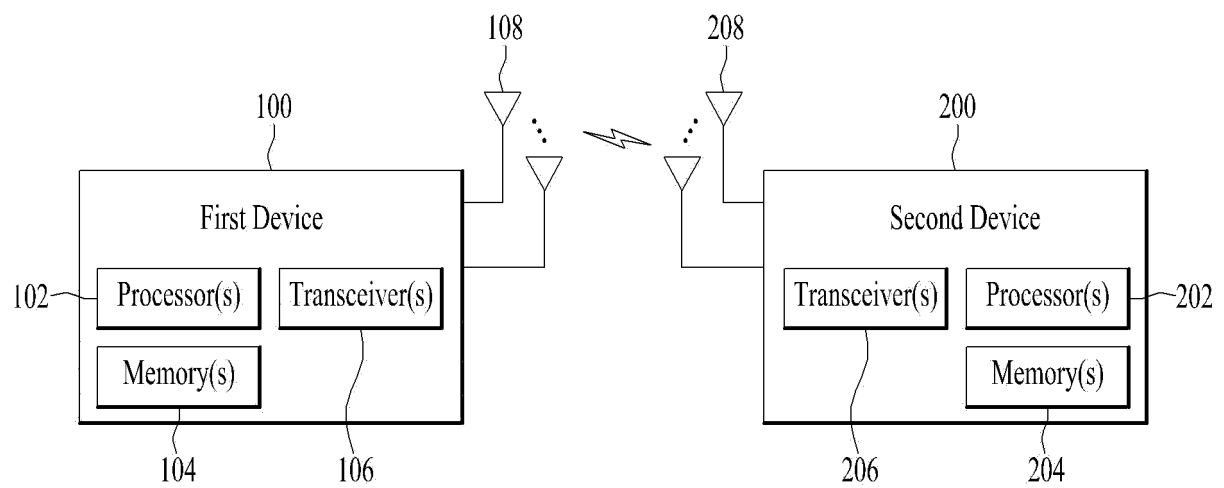 108
208
100
200
First Device
Second Device
102
Processor(s)
Transceiver(s)
Transceiver(s)
Processor(s)
202
Memory(s)
Memory(s)
104
106
206
204